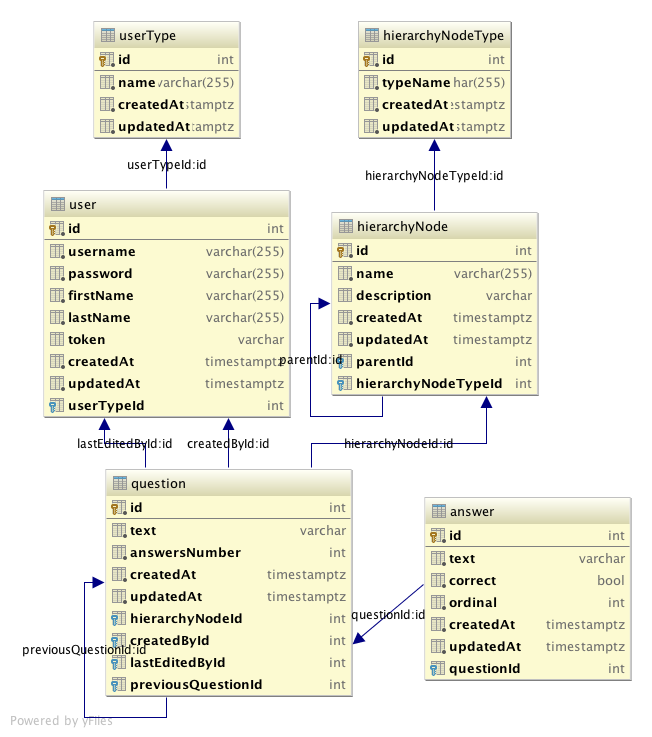 userType
id int
name varchar(255)
createdAt stamptz
updatedAt tamptz
hierarchyNodeType
id int
typeName har(255)
createdAt estamptz
updatedAt stamptz
userTypeId:id
hierarchyNodeTypeId:id
user
id int
username varchar(255)
password varchar(255)
firstName varchar(255)
lastName varchar(255)
token varchar
createdAt timestamptz
updatedAt timestamptz
userTypeId int
hierarchyNode
id int
name varchar(255)
description varchar
createdAt timestamptz
updatedAt timestamptz
parentId int
hierarchyNodeTypeId int
parentId:id
lastEditedById:id
createdById:id
hierarchyNodeId:id
question
id int
text varchar
answersNumber int
createdAt timestamptz
updatedAt timestamptz
hierarchyNodeId int
createdById int
lastEditedById int
previousQuestionId int
previousQuestionId:id
answer
id int
text varchar
correct bool
ordinal int
createdAt timestamptz
updatedAt timestamptz
questionId int
questionId:id
Powered by yFiles